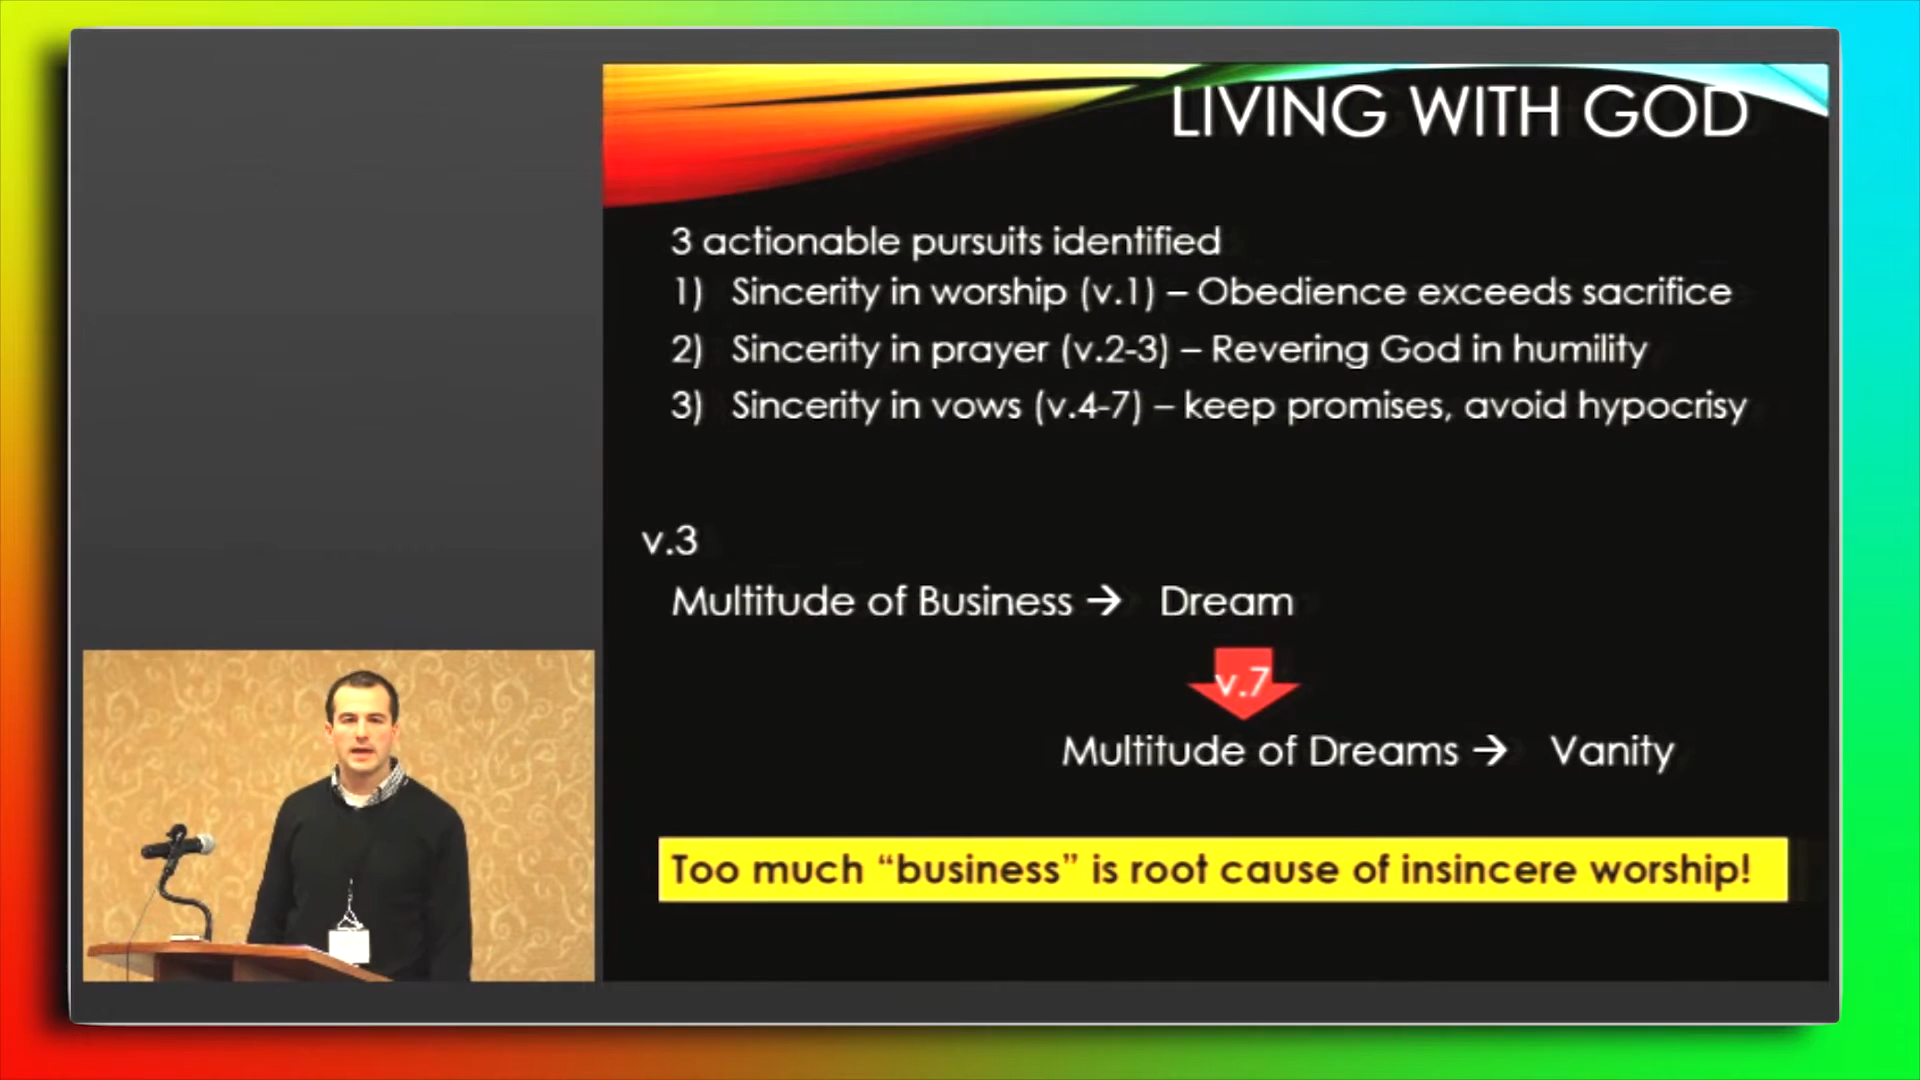 LIVING WITH GOD
3 actionable pursuits identified
1) Sincerity in worship (v.1) – Obedience exceeds sacrifice
2) Sincerity in prayer (v.2-3) – Revering God in humility
3) Sincerity in vows (v.4-7) – keep promises, avoid hypocrisy
v.3
Multitude of Business → Dream
v.7
Multitude of Dreams → Vanity
Too much “business” is root cause of insincere worship!